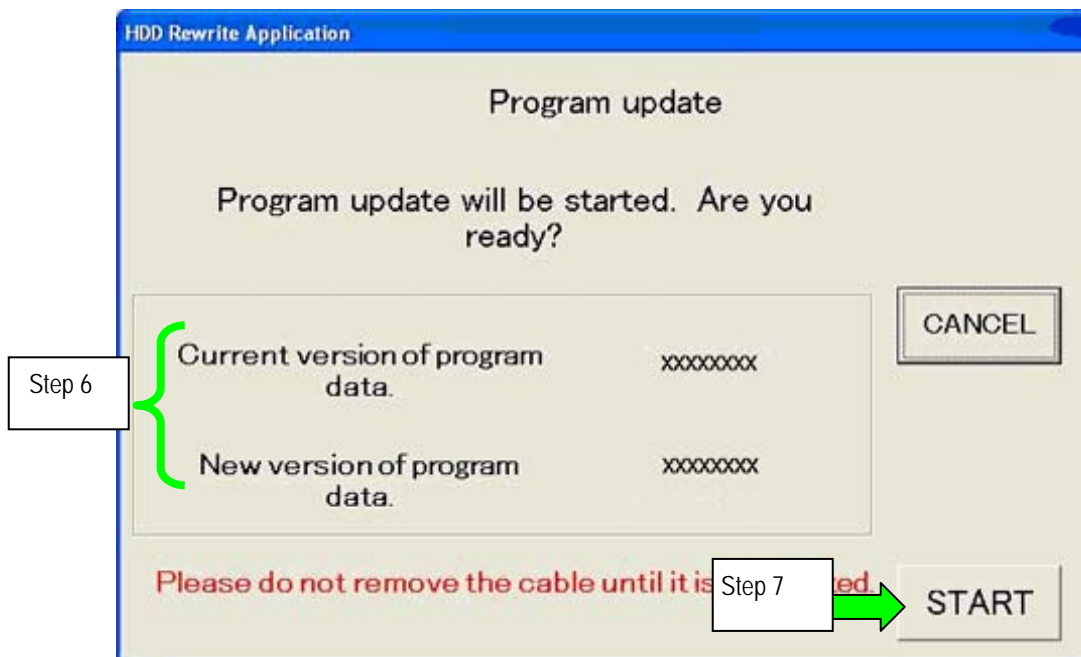 HDD Rewrite Application
Program update
Program update will be started. Are you
ready?
CANCEL
Step 6
Current version of program
data.
xxxxxxxx
New version of program
data.
xxxxxxxx
Please do not remove the cable until it is
Step 7
START